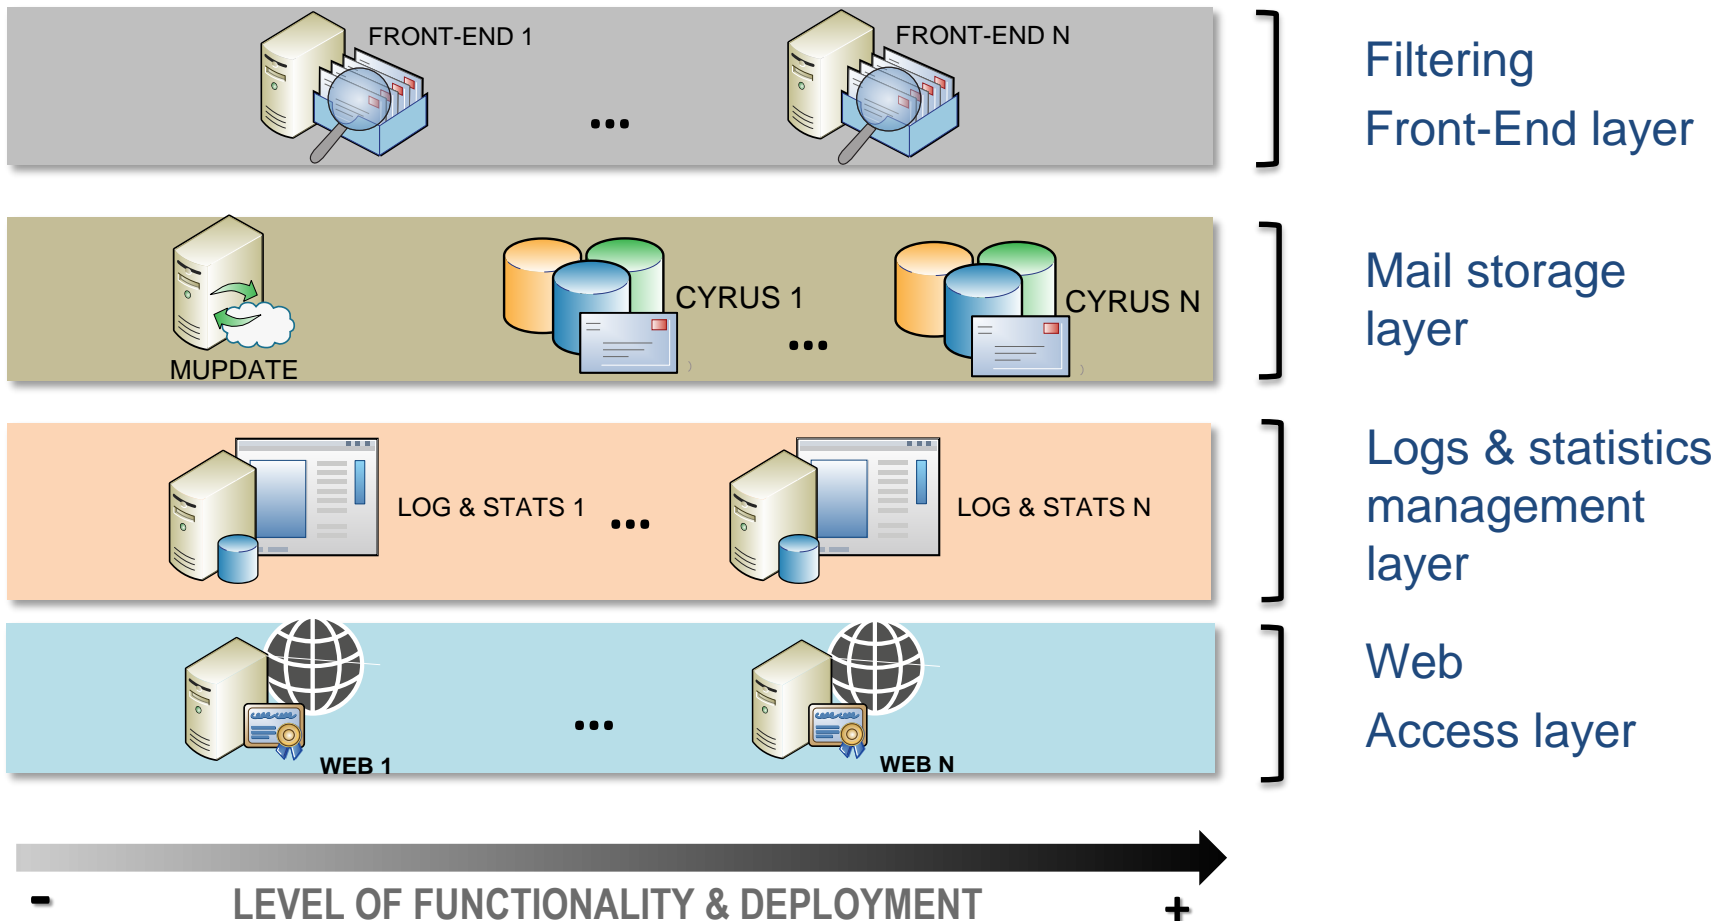 FRONT-END 1
...
FRONT-END N
Filtering
Front-End layer
MUPDATE
CYRUS 1
)
...
CYRUS N
)
Mail storage
layer
LOG & STATS 1
...
LOG & STATS N
Logs & statistics
management
layer
WEB 1
...
WEB N
Web
Access layer
-
LEVEL OF FUNCTIONALITY & DEPLOYMENT
+